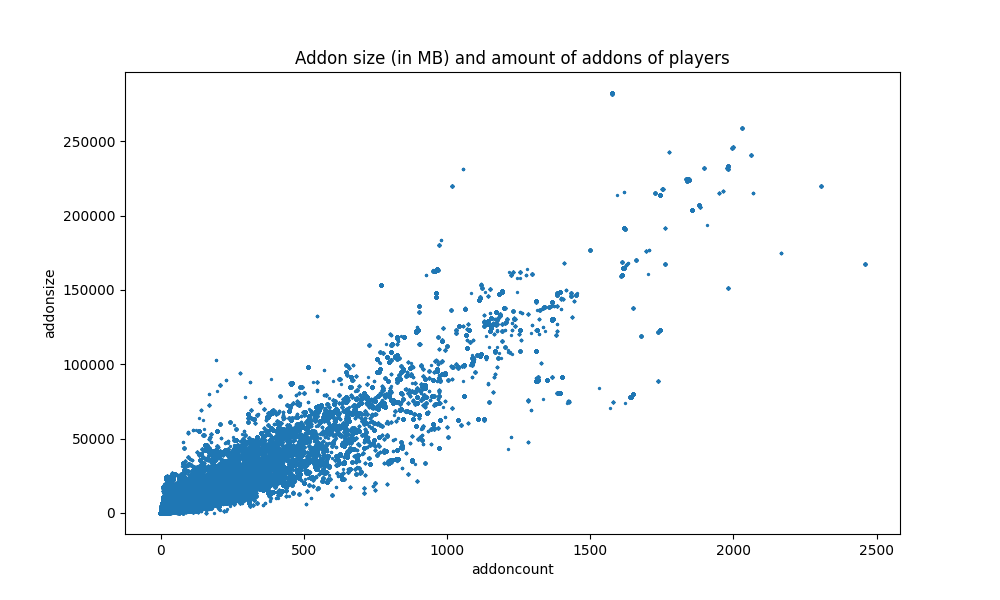 Addon size (in MB) and amount of addons of players
addonsize
250000
200000
150000
100000
50000
0
0 500 1000 1500 2000 2500
addoncount